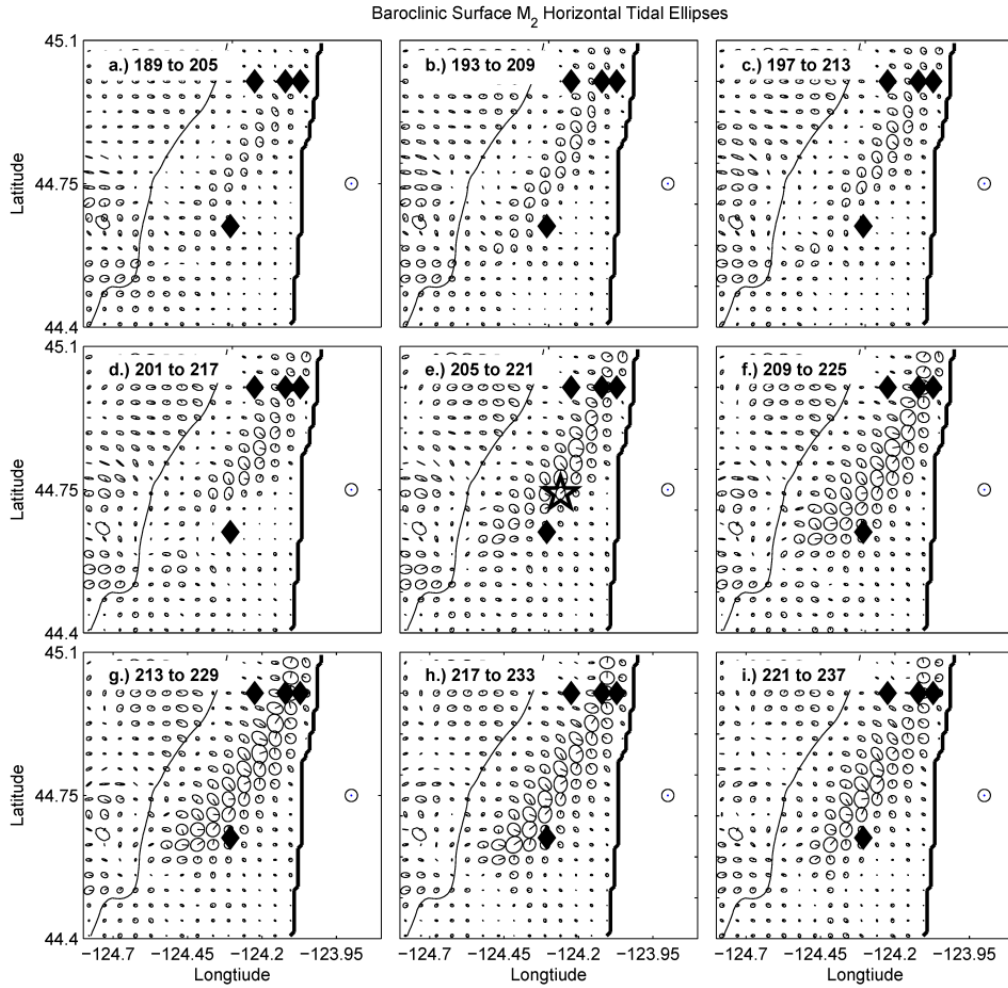 Baroclinic Surface M2 Horizontal Tidal Ellipses
45.1
a.) 189 to 205
b.) 193 to 209
c.) 197 to 213
Latitude
44.75
44.4
45.1
d.) 201 to 217
e.) 205 to 221
f.) 209 to 225
Latitude
44.75
44.4
45.1
g.) 213 to 229
h.) 217 to 233
i.) 221 to 237
Latitude
44.75
44.4
−124.7 −124.45 −124.2 −123.95
−124.7 −124.45 −124.2 −123.95
−124.7 −124.45 −124.2 −123.95
Longtiude
Longtiude
Longtiude